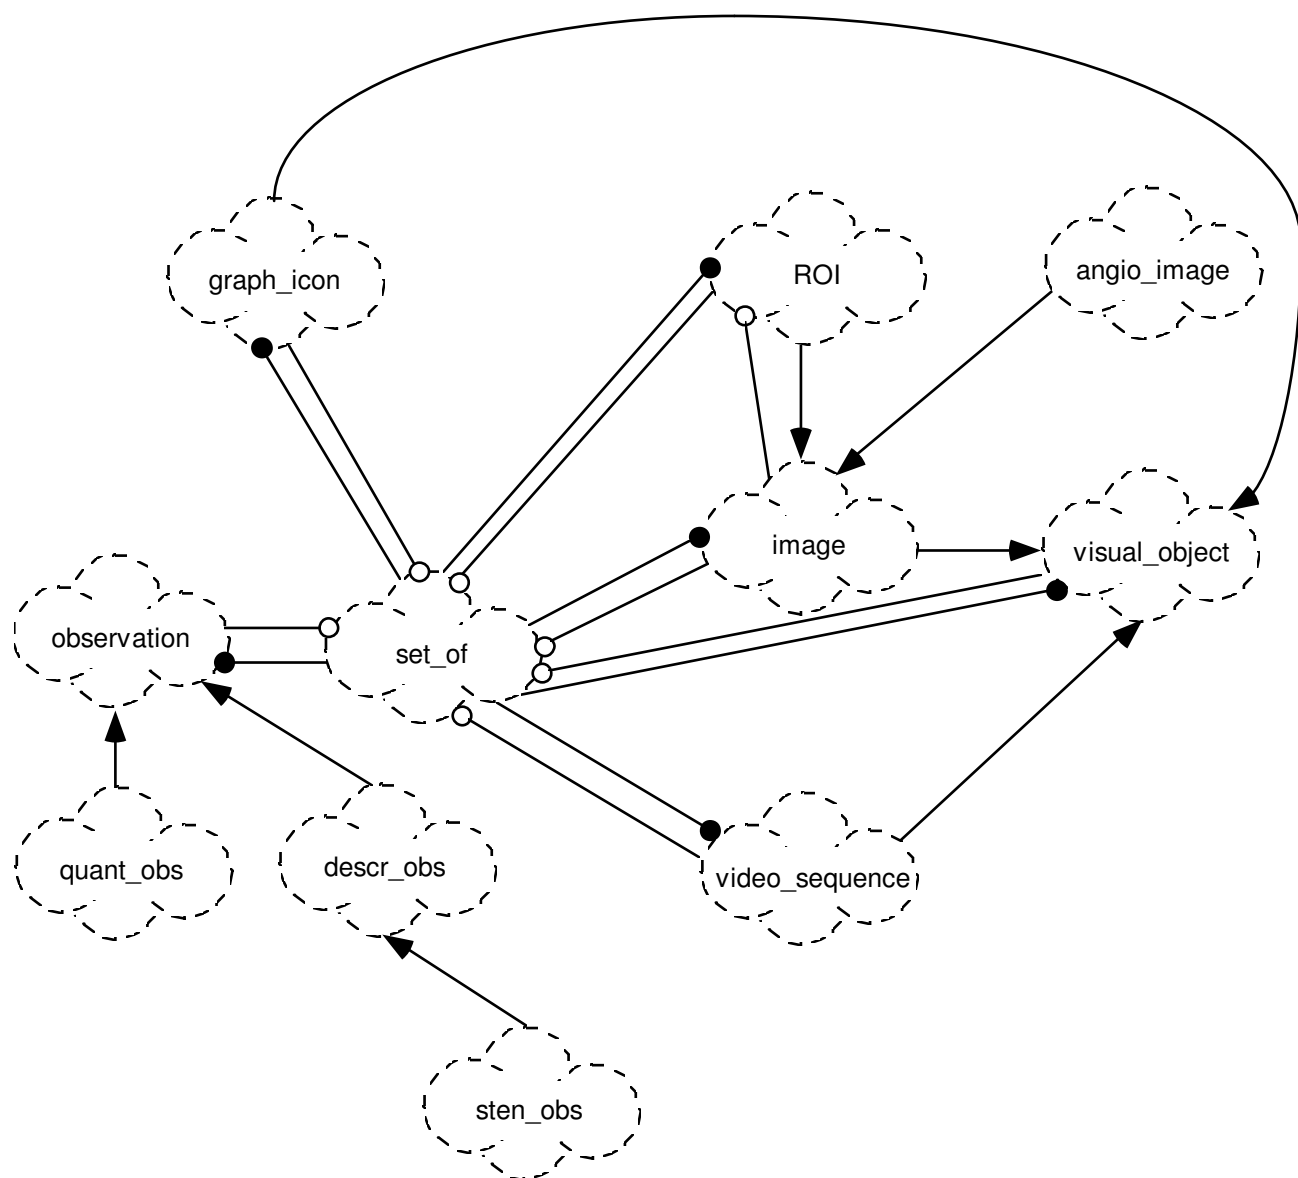 graph_icon
ROI
angio_image
image
visual_object
observation
set_of
quant_obs
descr_obs
video_sequence
sten_obs